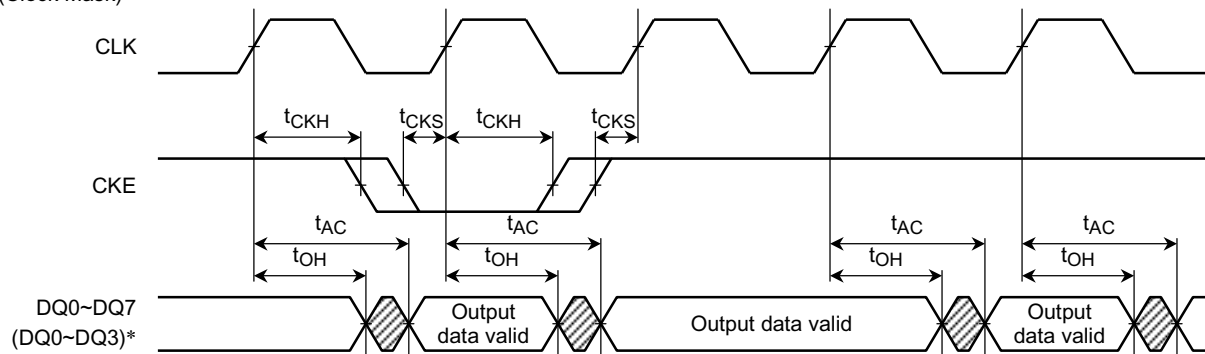 (Clock Mask)
CLK
tCKH tCKS tCKH tCKS
CKE
tAC tAC tAC tAC
tOH tOH tOH tOH
DQ0~DQ7
(DQ0~DQ3)*
Output
data valid
Output data valid
Output
data valid